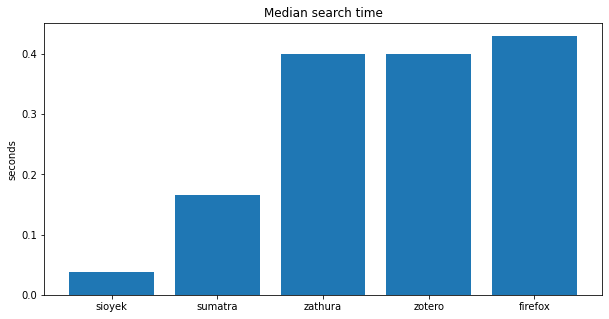 Median search time
seconds
0.4
0.3
0.2
0.1
0.0
sioyek sumatra zathura zotero firefox